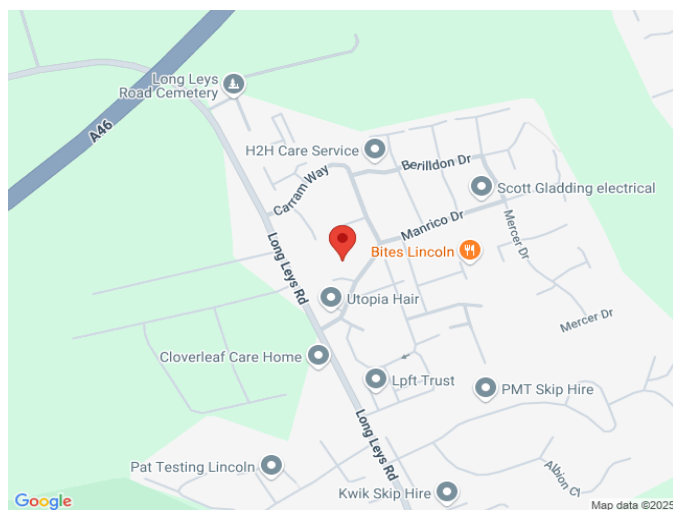 Long Leys
Road Cemetery
A46
H2H Care Service
Berilldon Dr
Carram Way
Scott Gladding electrical
Manrico Dr
Mercer Dr
Bites Lincoln
Long Leys Rd
Utopia Hair
Mercer Dr
Cloverleaf Care Home
Lpft Trust
PMT Skip Hire
Long Leys Rd
Pat Testing Lincoln
Albion Cl
Kwik Skip Hire
Google
Map data ©2025